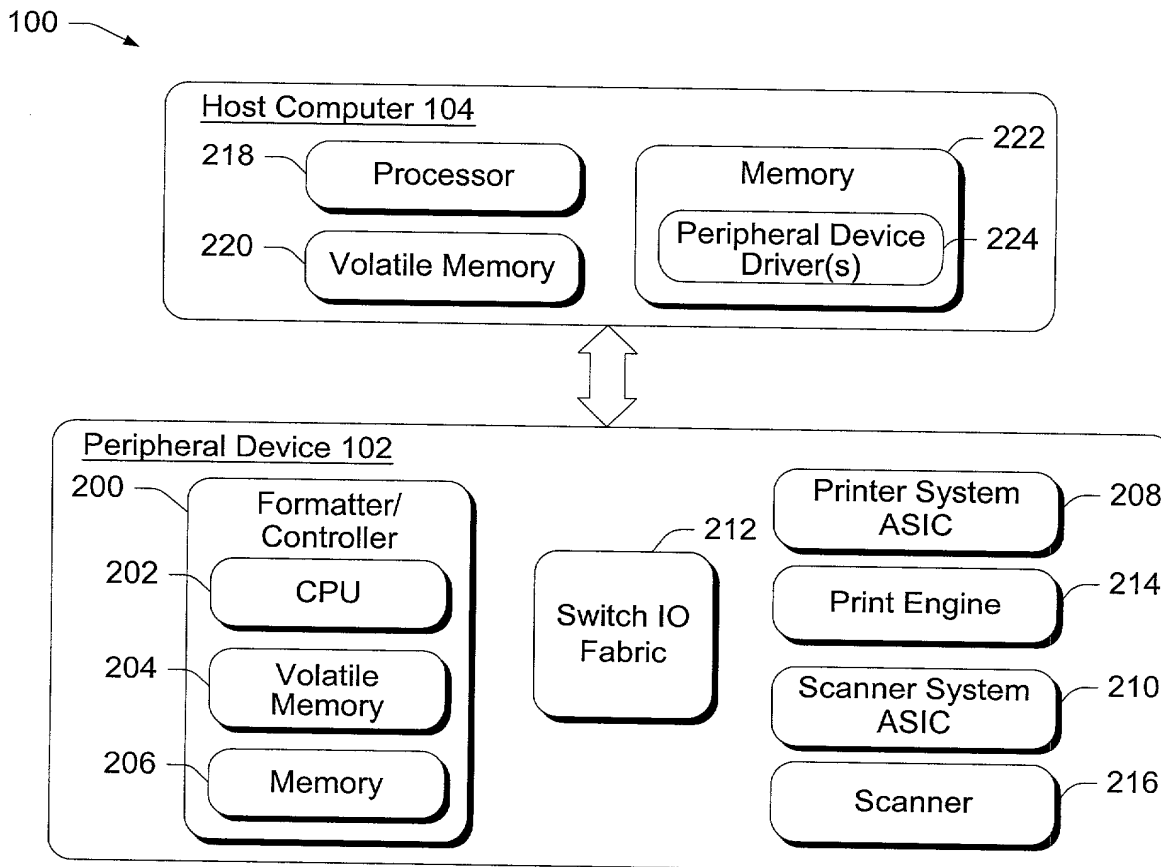 100
Host Computer 104
218
Processor
220
Volatile Memory
222
Memory
Peripheral Device
Driver(s)
224
Peripheral Device 102
200
Formatter/
Controller
202
CPU
204
Volatile
Memory
206
Memory
212
Switch IO
Fabric
Printer System
ASIC
208
Print Engine
214
Scanner System
ASIC
210
Scanner
216